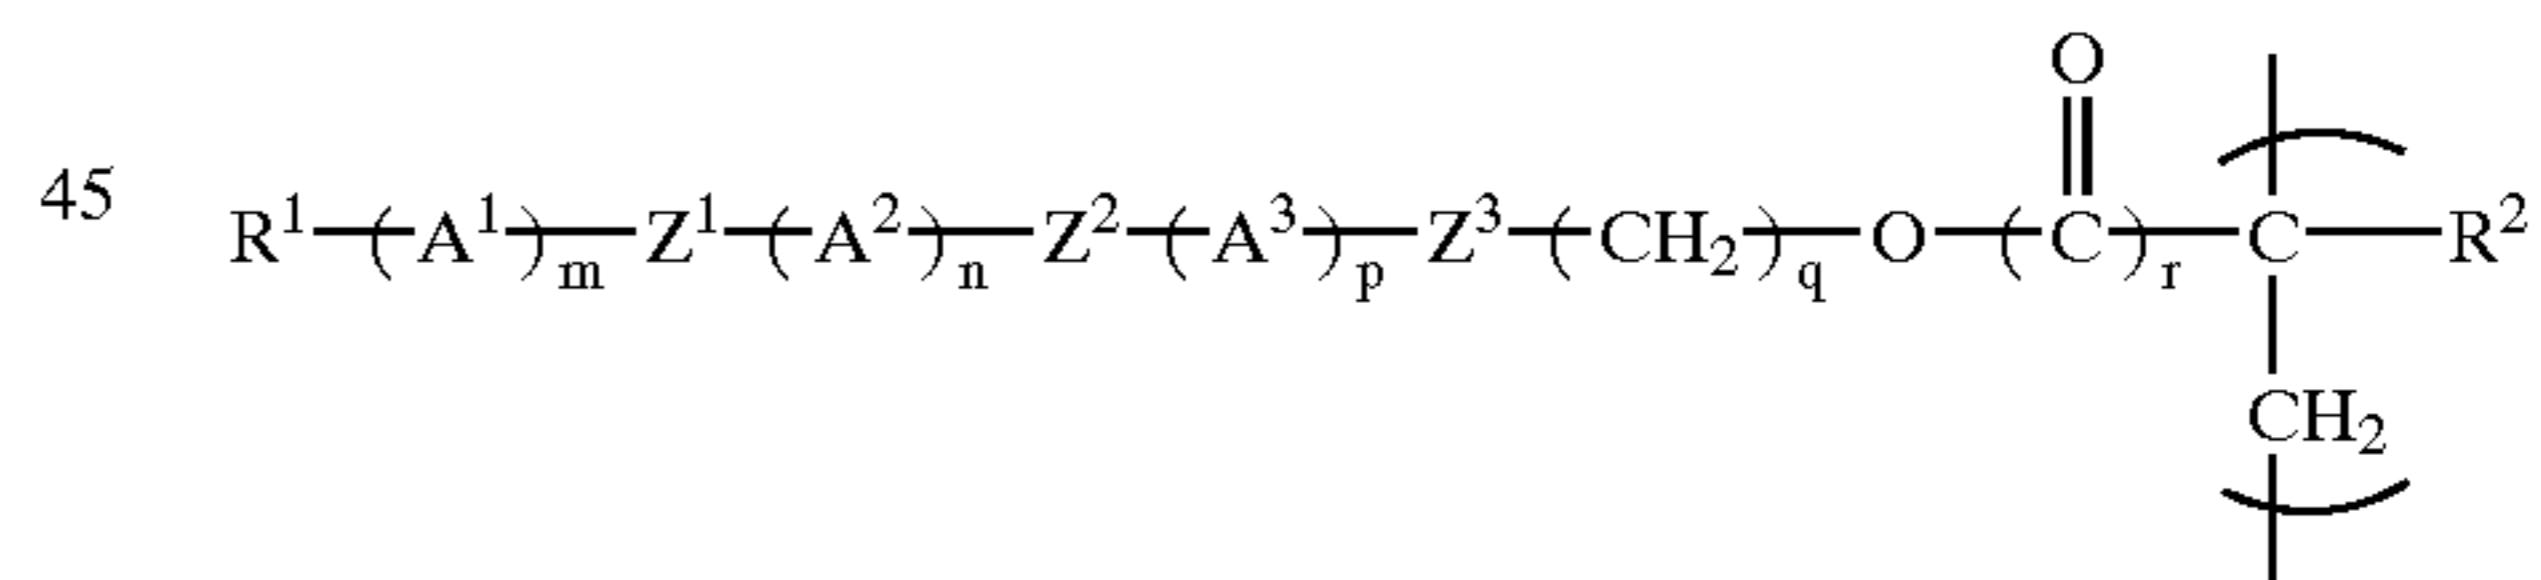 O
45 R¹—(A¹)ₘ—Z¹—(A²)ₙ—Z²—(A³)ₚ—Z³—(CH₂)q—O—(C)ᵣ—C—R²
CH₂